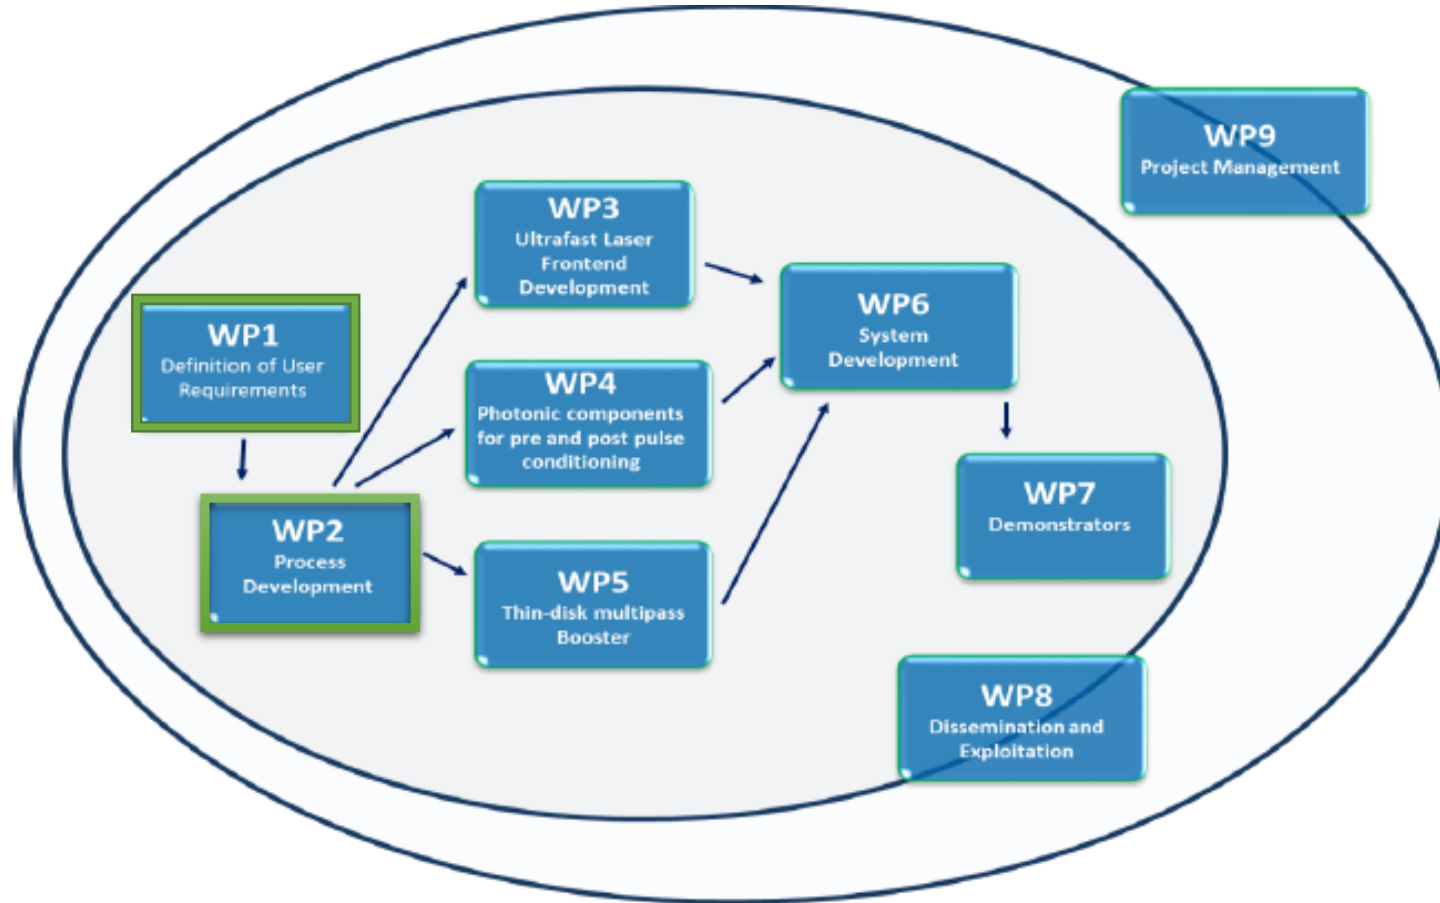 WP1
Definition of User
Requirements
WP2
Process
Development
WP3
Ultrafast Laser
Frontend
Development
WP4
Photonic components
for pre and post pulse
conditioning
WP5
Thin-disk multipass
Booster
WP6
System
Development
WP7
Demonstrators
WP8
Dissemination and
Exploitation
WP9
Project Management